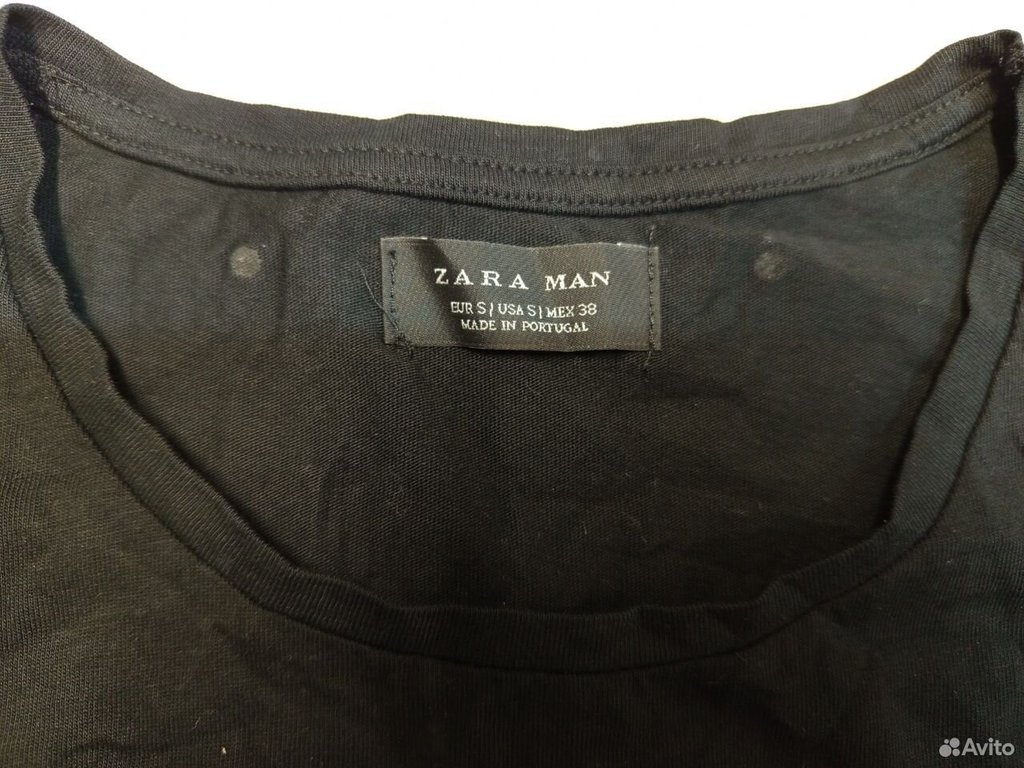 ZARA MAN
EUR S | USA S | MEX 38
MADE IN PORTUGAL
Avito